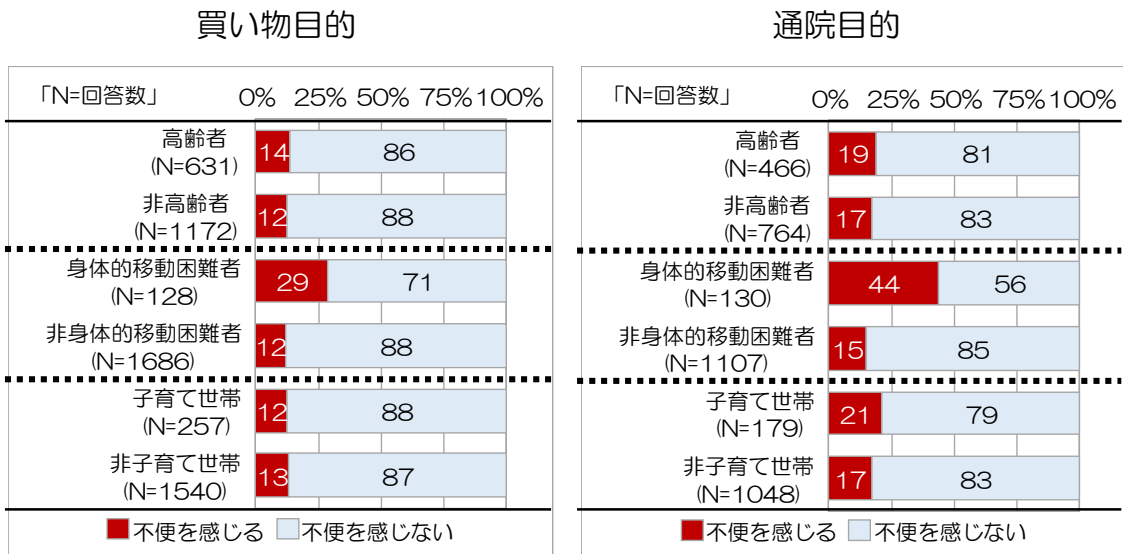 買い物目的
「N=回答数」
0% 25% 50% 75% 100%
高齢者
(N=631)
14 86
非高齢者
(N=1172)
12 88
身体的移動困難者
(N=128)
29 71
非身体的移動困難者
(N=1686)
12 88
子育て世帯
(N=257)
12 88
非子育て世帯
(N=1540)
13 87
不便を感じる 不便を感じない
通院目的
「N=回答数」
0% 25% 50% 75% 100%
高齢者
(N=466)
19 81
非高齢者
(N=764)
17 83
身体的移動困難者
(N=130)
44 56
非身体的移動困難者
(N=1107)
15 85
子育て世帯
(N=179)
21 79
非子育て世帯
(N=1048)
17 83
不便を感じる 不便を感じない